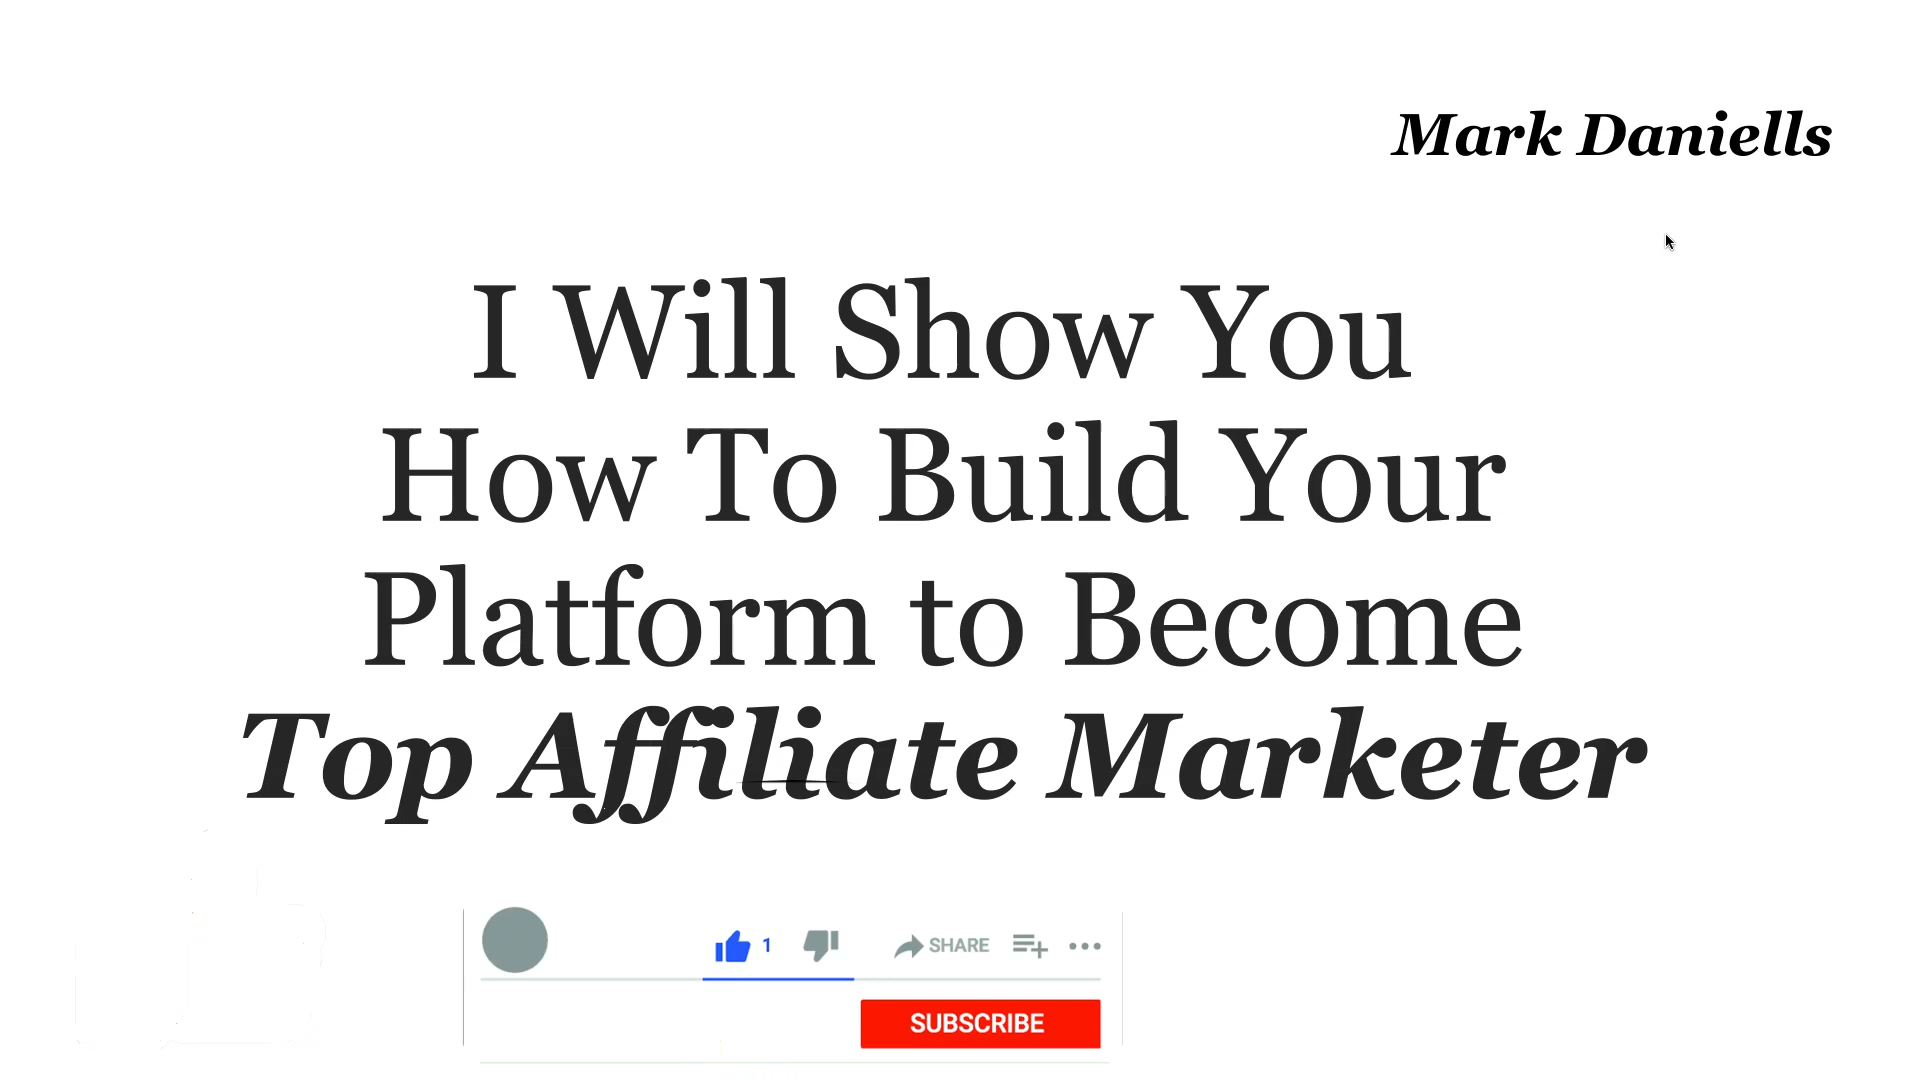 Mark Daniells
I Will Show You
How To Build Your
Platform to Become
Top Affiliate Marketer
1 SHARE
SUBSCRIBE